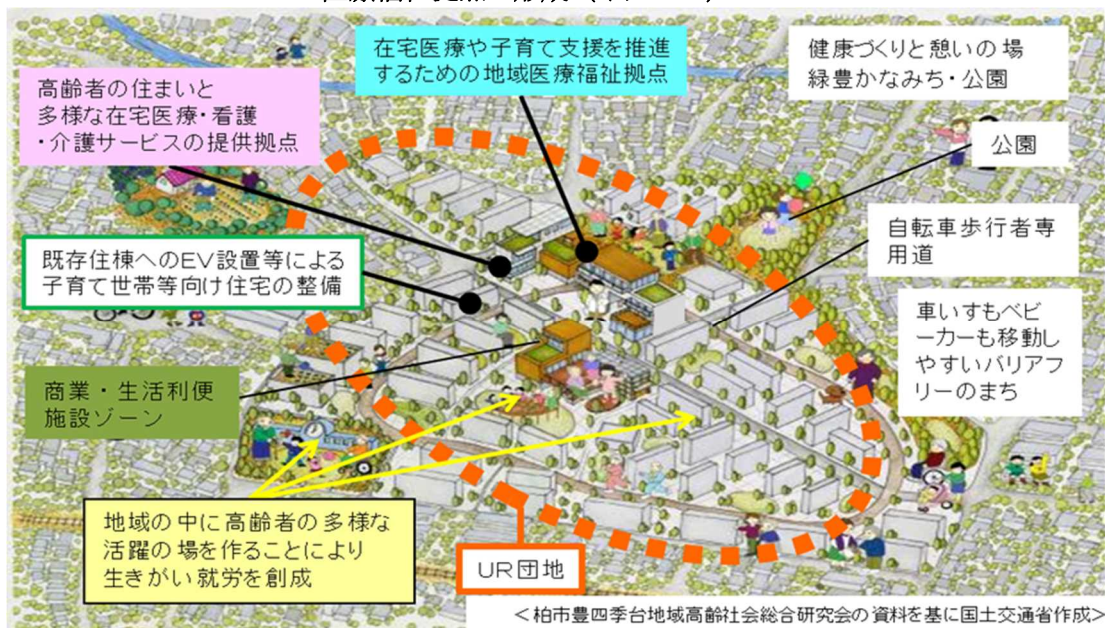 在宅医療や子育て支援を推進
するための地域医療福祉拠点
健康づくりと憩いの場
緑豊かなみち・公園
高齢者の住まいと
多様な在宅医療・看護
・介護サービスの提供拠点
公園
自転車歩行者専
用道
既存住棟へのEV設置等による
子育て世帯等向け住宅の整備
車いすもベビ
ーカーも移動し
やすいバリアフ
リーのまち
商業・生活利便
施設ゾーン
地域の中に高齢者の多様な
活躍の場を作ることにより
生きがい就労を創成
UR団地
＜柏市豊四季台地域高齢社会総合研究会の資料を基に国土交通省作成＞